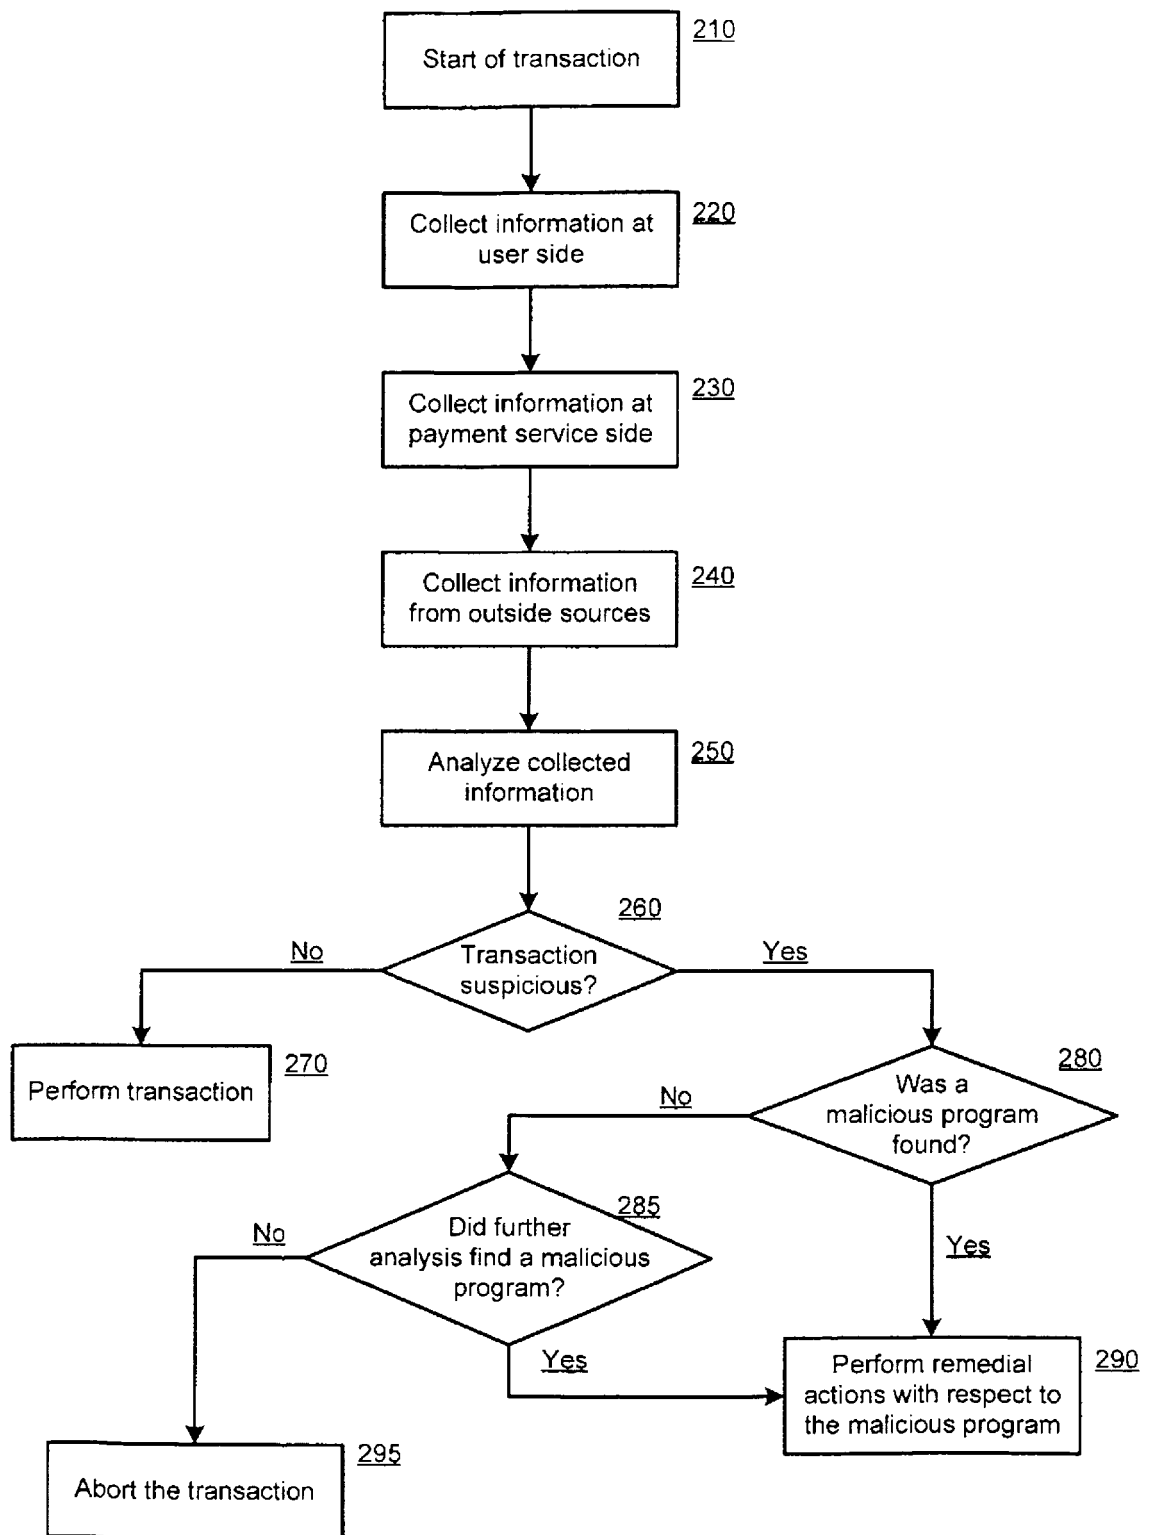 210
Start of transaction
220
Collect information at
user side
230
Collect information at
payment service side
240
Collect information
from outside sources
250
Analyze collected
information
260
No
Transaction
suspicious?
Yes
270
Perform transaction
280
Was a
malicious program
found?
No
285
Did further
analysis find a malicious
program?
No
Yes
Yes
290
Perform remedial
actions with respect to
the malicious program
295
Abort the transaction